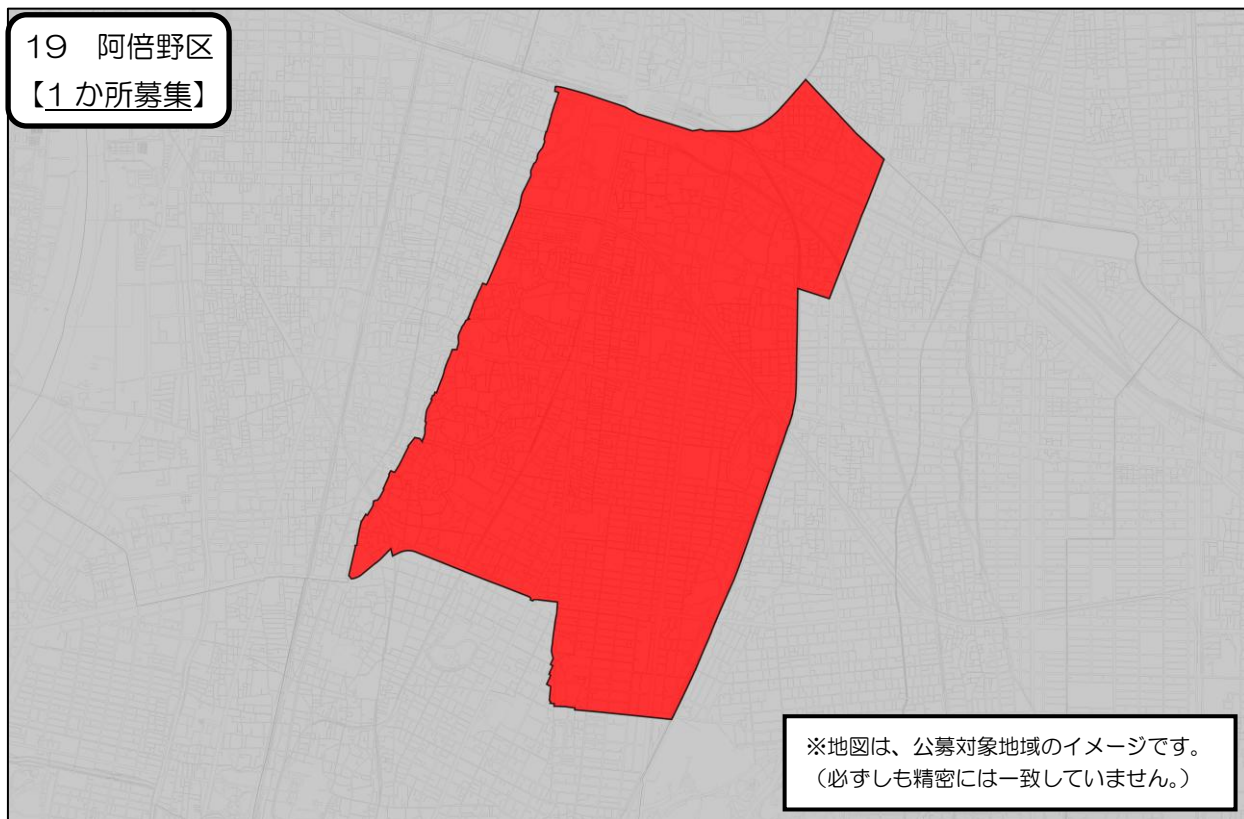 19　阿倍野区
【1か所募集】
※地図は、公募対象地域のイメージです。
（必ずしも精密には一致していません。）